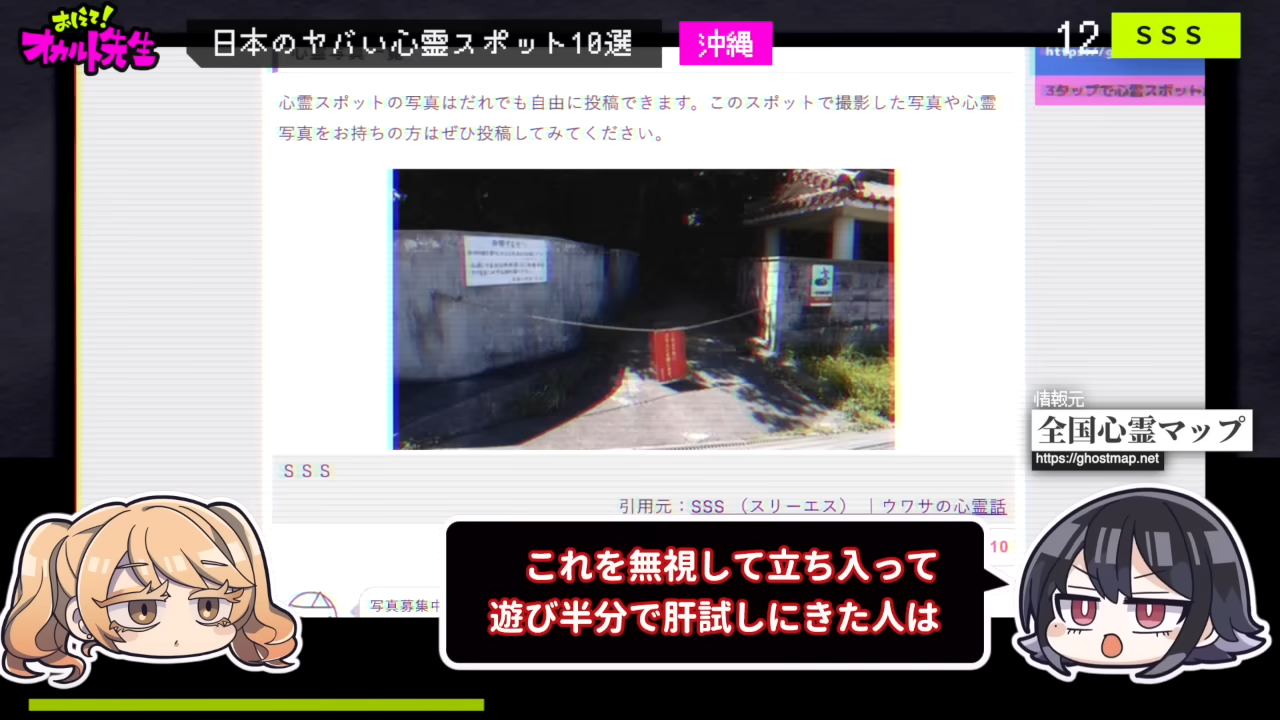 おしえて!
オカルト先生
日本のヤバい心霊スポット10選
沖縄
12
SSS
3タップで心霊スポット
心霊スポットの写真はだれでも自由に投稿できます。このスポットで撮影した写真や心霊
写真をお持ちの方はぜひ投稿してみてください。
情報元
全国心霊マップ
https://ghostmap.net
SSS
引用元：SSS （スリーエス） ｜ウワサの心霊話
10
写真募集中
これを無視して立ち入って
遊び半分で肝試しにきた人は